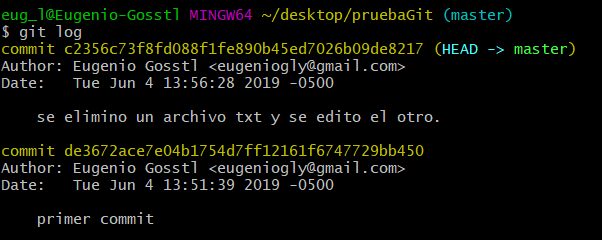 eug_l@Eugenio-Gosstl MINGW64 ~/desktop/pruebaGit (master)
$ git log
commit c2356c73f8fd088f1fe890b45ed7026b09de8217 (HEAD -> master)
Author: Eugenio Gosstl <eugeniogly@gmail.com>
Date:   Tue Jun 4 13:56:28 2019 -0500
    se elimino un archivo txt y se edito el otro.
commit de3672ace7e04b1754d7ff12161f6747729bb450
Author: Eugenio Gosstl <eugeniogly@gmail.com>
Date:   Tue Jun 4 13:51:39 2019 -0500
    primer commit